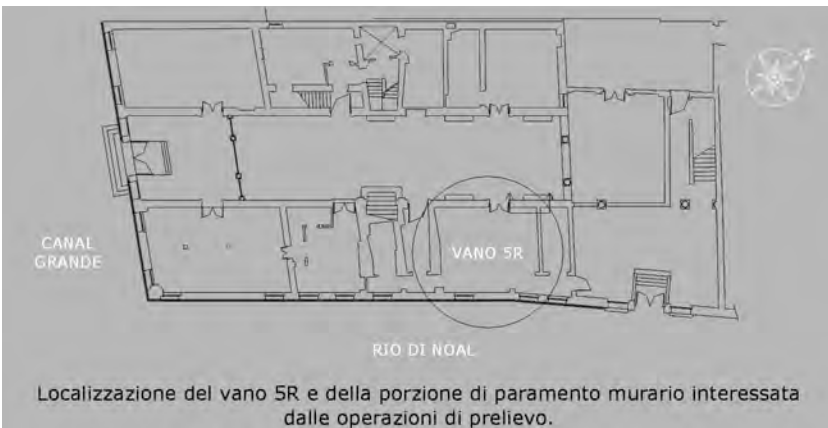 N
CANAL
GRANDE
VANO 5R
RIO DI NOAL
Localizzazione del vano 5R e della porzione di paramento murario interessata
dalle operazioni di prelievo.